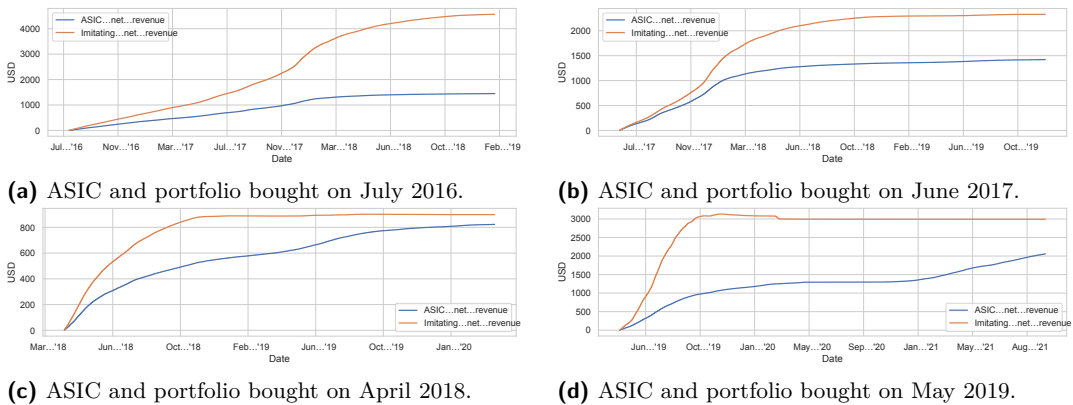 ASIC...net...revenue
Imitating...net...revenue
4000
3000
2000
1000
0
USD
Jul...'16 Nov...'16 Mar...'17 Jul...'17 Nov...'17 Mar...'18 Jun...'18 Oct...'18 Feb...'19
Date
(a) ASIC and portfolio bought on July 2016.
ASIC...net...revenue
Imitating...net...revenue
2000
1500
1000
500
0
USD
Jul...'17 Nov...'17 Mar...'18 Jun...'18 Oct...'18 Feb...'19 Jun...'19 Oct...'19
Date
(b) ASIC and portfolio bought on June 2017.
800
600
400
200
0
USD
ASIC...net...revenue
Imitating...net...revenue
Mar...'18 Jun...'18 Oct...'18 Feb...'19 Jun...'19 Oct...'19 Jan...'20
Date
(c) ASIC and portfolio bought on April 2018.
3000
2500
2000
1500
1000
500
0
USD
ASIC...net...revenue
Imitating...net...revenue
Jun...'19 Oct...'19 Jan...'20 May...'20 Sep...'20 Jan...'21 May...'21 Aug...'21
Date
(d) ASIC and portfolio bought on May 2019.